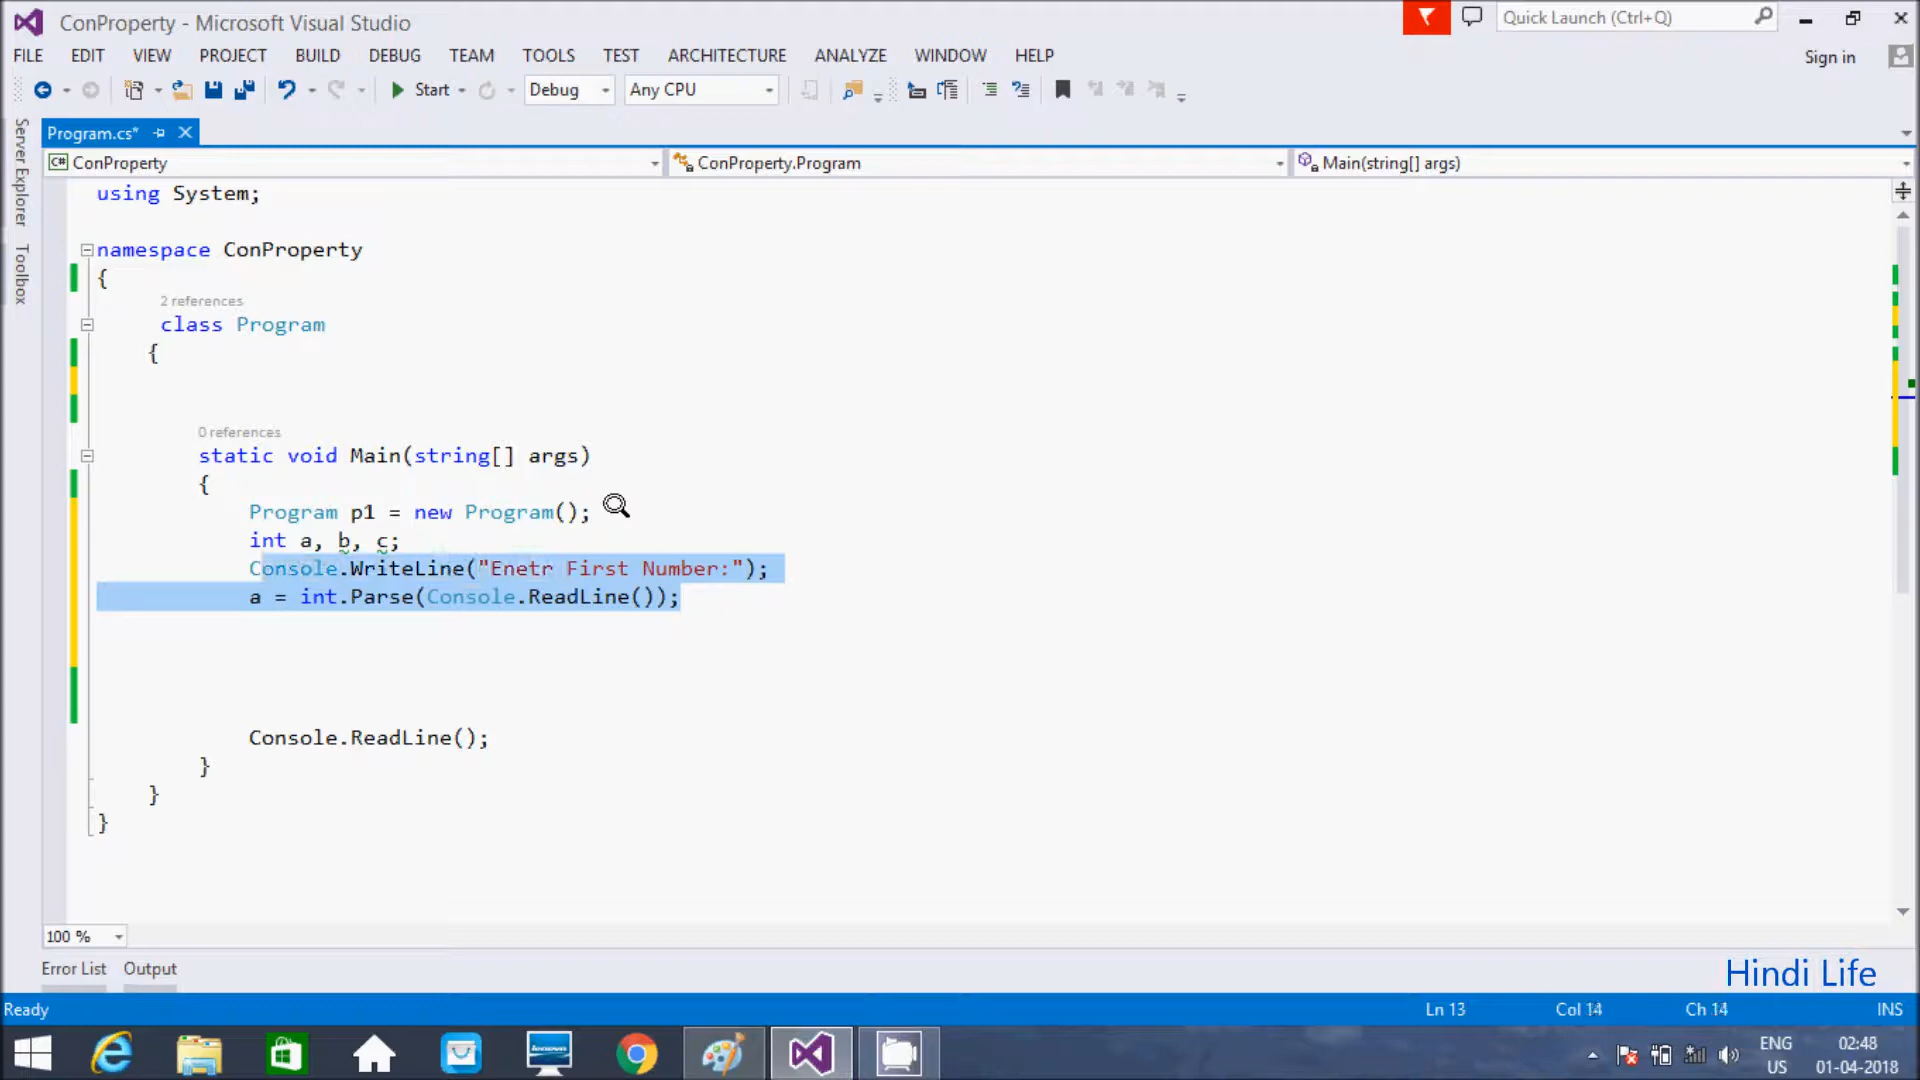 ConProperty - Microsoft Visual Studio
Quick Launch (Ctrl+Q)
FILE EDIT VIEW PROJECT BUILD DEBUG TEAM TOOLS TEST ARCHITECTURE ANALYZE WINDOW HELP
Sign in
Start Debug Any CPU
Server Explorer
Toolbox
Program.cs*
C# ConProperty
ConProperty.Program
Main(string[] args)
using System;
namespace ConProperty
{
2 references
class Program
{
0 references
static void Main(string[] args)
{
Program p1 = new Program();
int a, b, c;
Console.WriteLine("Enetr First Number:");
a = int.Parse(Console.ReadLine());
Console.ReadLine();
}
}
}
100 %
Error List Output
Hindi Life
Ready
Ln 13 Col 14 Ch 14 INS
ENG 02:48
US 01-04-2018